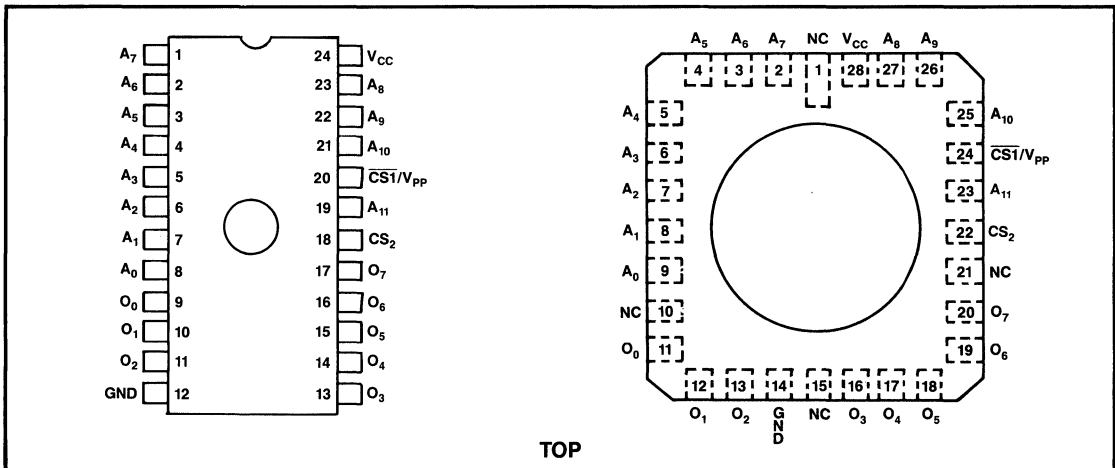 A7 1 24 VCC
A6 2 23 A8
A5 3 22 A9
A4 4 21 A10
A3 5 20 C̅S̅1̅/VPP
A2 6 19 A11
A1 7 18 CS2
A0 8 17 O7
O0 9 16 O6
O1 10 15 O5
O2 11 14 O4
GND 12 13 O3
A5 A6 A7 NC VCC A8 A9
4 3 2 1 28 27 26
A4 5 25 A10
A3 6 24 C̅S̅1̅/VPP
A2 7 23 A11
A1 8 22 CS2
A0 9 21 NC
NC 10 20 O7
O0 11 19 O6
12 13 14 15 16 17 18
O1 O2 GND NC O3 O4 O5
TOP